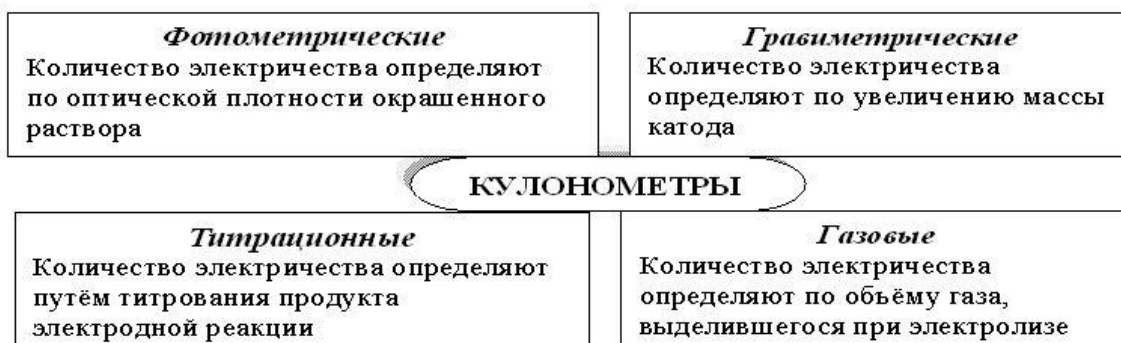 Фотометрические
Количество электричества определяют
по оптической плотности окрашенного
раствора
Гравиметрические
Количество электричества
определяют по увеличению массы
катода
КУЛОНОМЕТРЫ
Титрационные
Количество электричества определяют
путём титрования продукта
электродной реакции
Газовые
Количество электричества
определяют по объёму газа,
выделившегося при электролизе